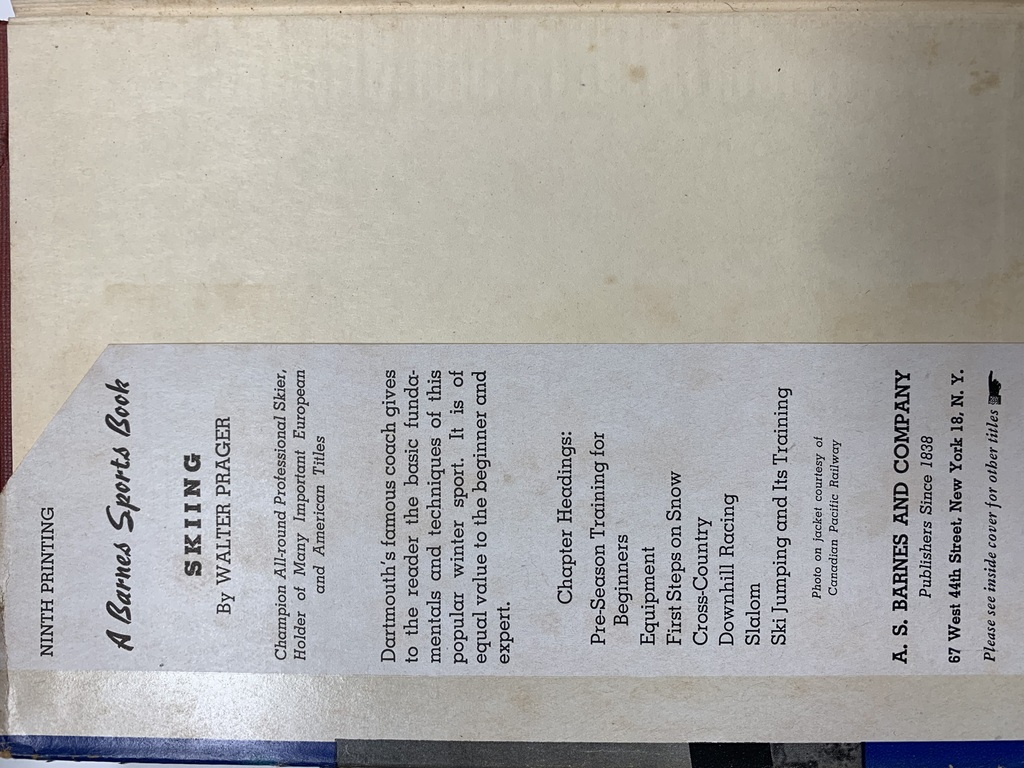 NINTH PRINTING
A Barnes Sports Book
SKIING
By WALTER PRAGER
Champion All-round Professional Skier,
Holder of Many Important European
and American Titles
Dartmouth's famous coach gives
to the reader the basic funda-
mentals and techniques of this
popular winter sport. It is of
equal value to the beginner and
expert.
Chapter Headings:
Pre-Season Training for
Beginners
Equipment
First Steps on Snow
Cross-Country
Downhill Racing
Slalom
Ski Jumping and Its Training
Photo on jacket courtesy of
Canadian Pacific Railway
A. S. BARNES AND COMPANY
Publishers Since 1838
67 West 44th Street, New York 18, N. Y.
Please see inside cover for other titles